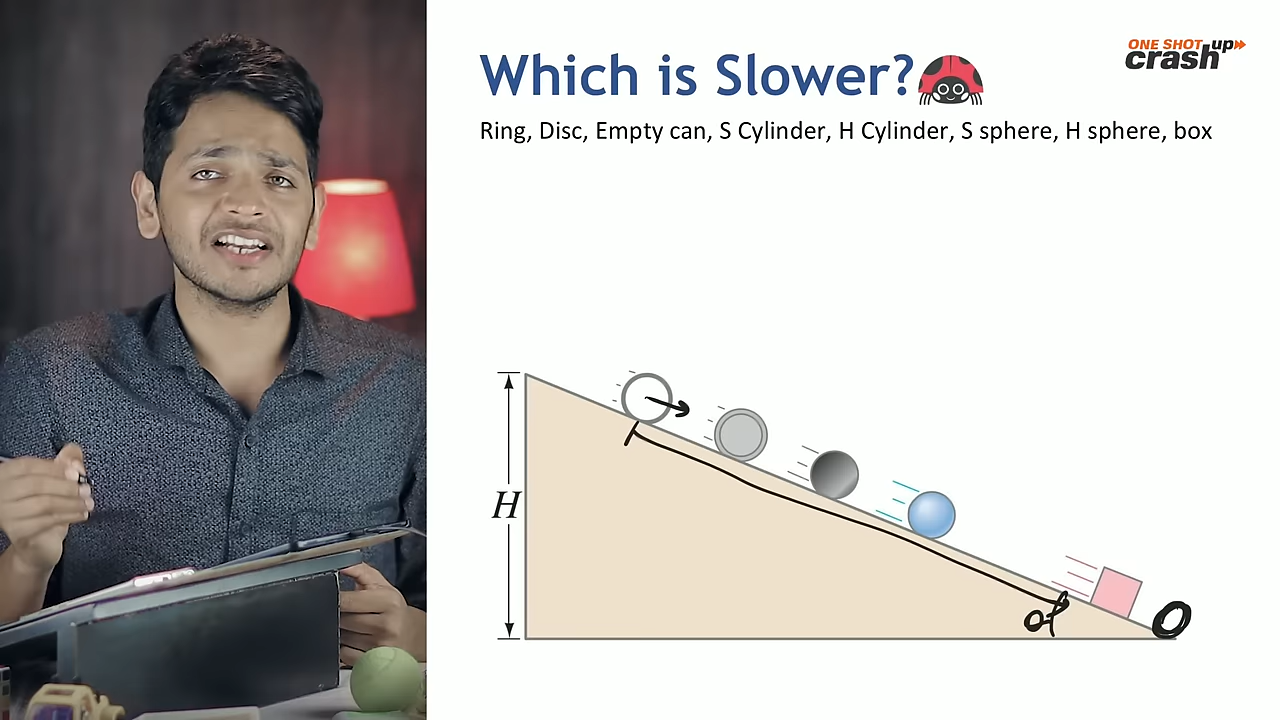 Which is Slower?
ONE SHOT up
crash
Ring, Disc, Empty can, S Cylinder, H Cylinder, S sphere, H sphere, box
H
d
O